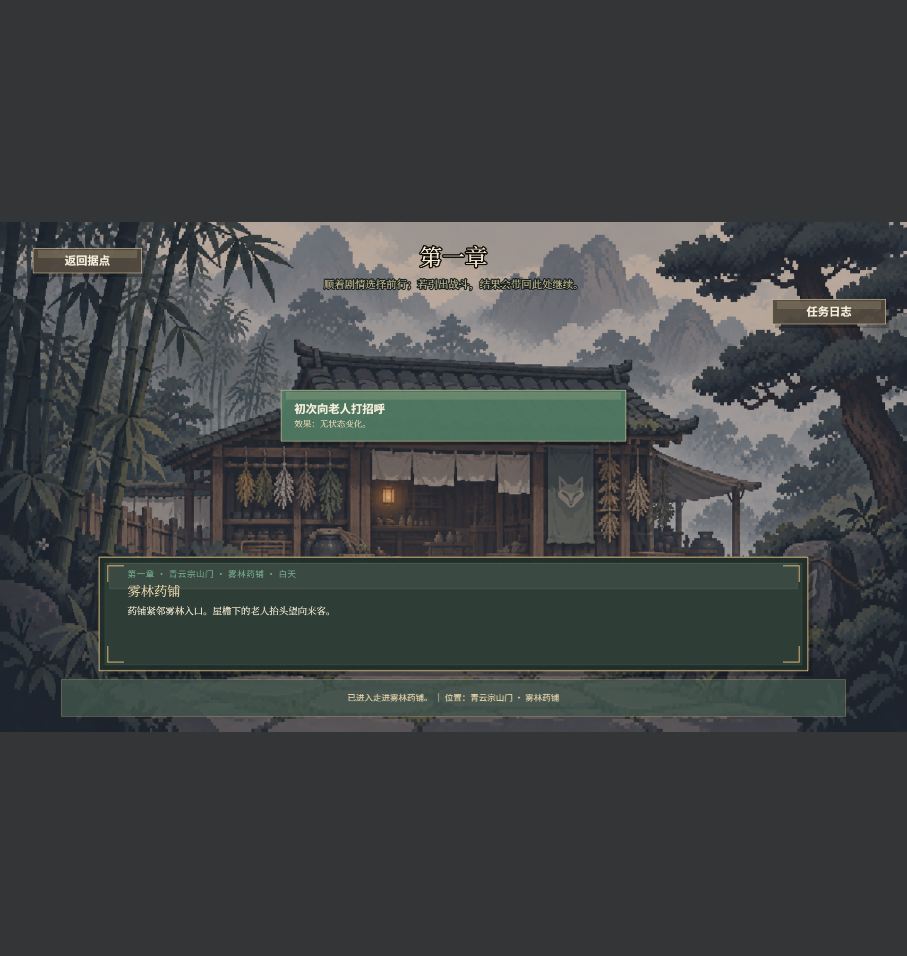 第一章
返回据点
顺着剧情选择前行；若引出战斗，结果会带回此处继续。
任务日志
初次向老人打招呼
效果：无状态变化。
第一章 · 青云宗山门 · 雾林药铺 · 白天
雾林药铺
药铺紧邻雾林入口。屋檐下的老人抬头望向来客。
已进入走进雾林药铺。 ｜ 位置：青云宗山门 · 雾林药铺